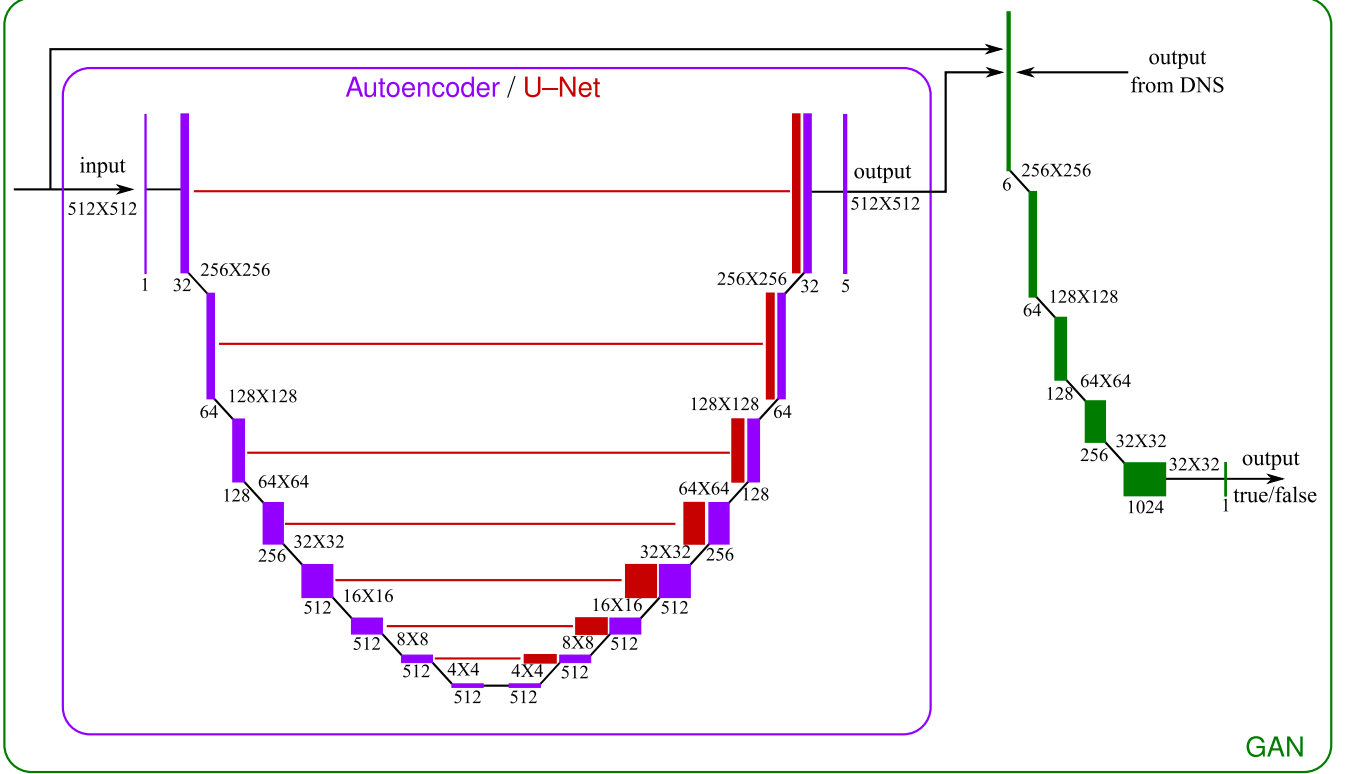 Autoencoder / U–Net
output
from DNS
input
512X512
output
512X512
1
32
256X256
256X256
32
5
6
256X256
64
128X128
128X128
64
64
128X128
128
64X64
64X64
128
128
64X64
256
32X32
32X32
256
256
32X32
1024
32X32
output
true/false
1
512
16X16
16X16
512
512
8X8
8X8
512
512
4X4
4X4
512
512
512
GAN